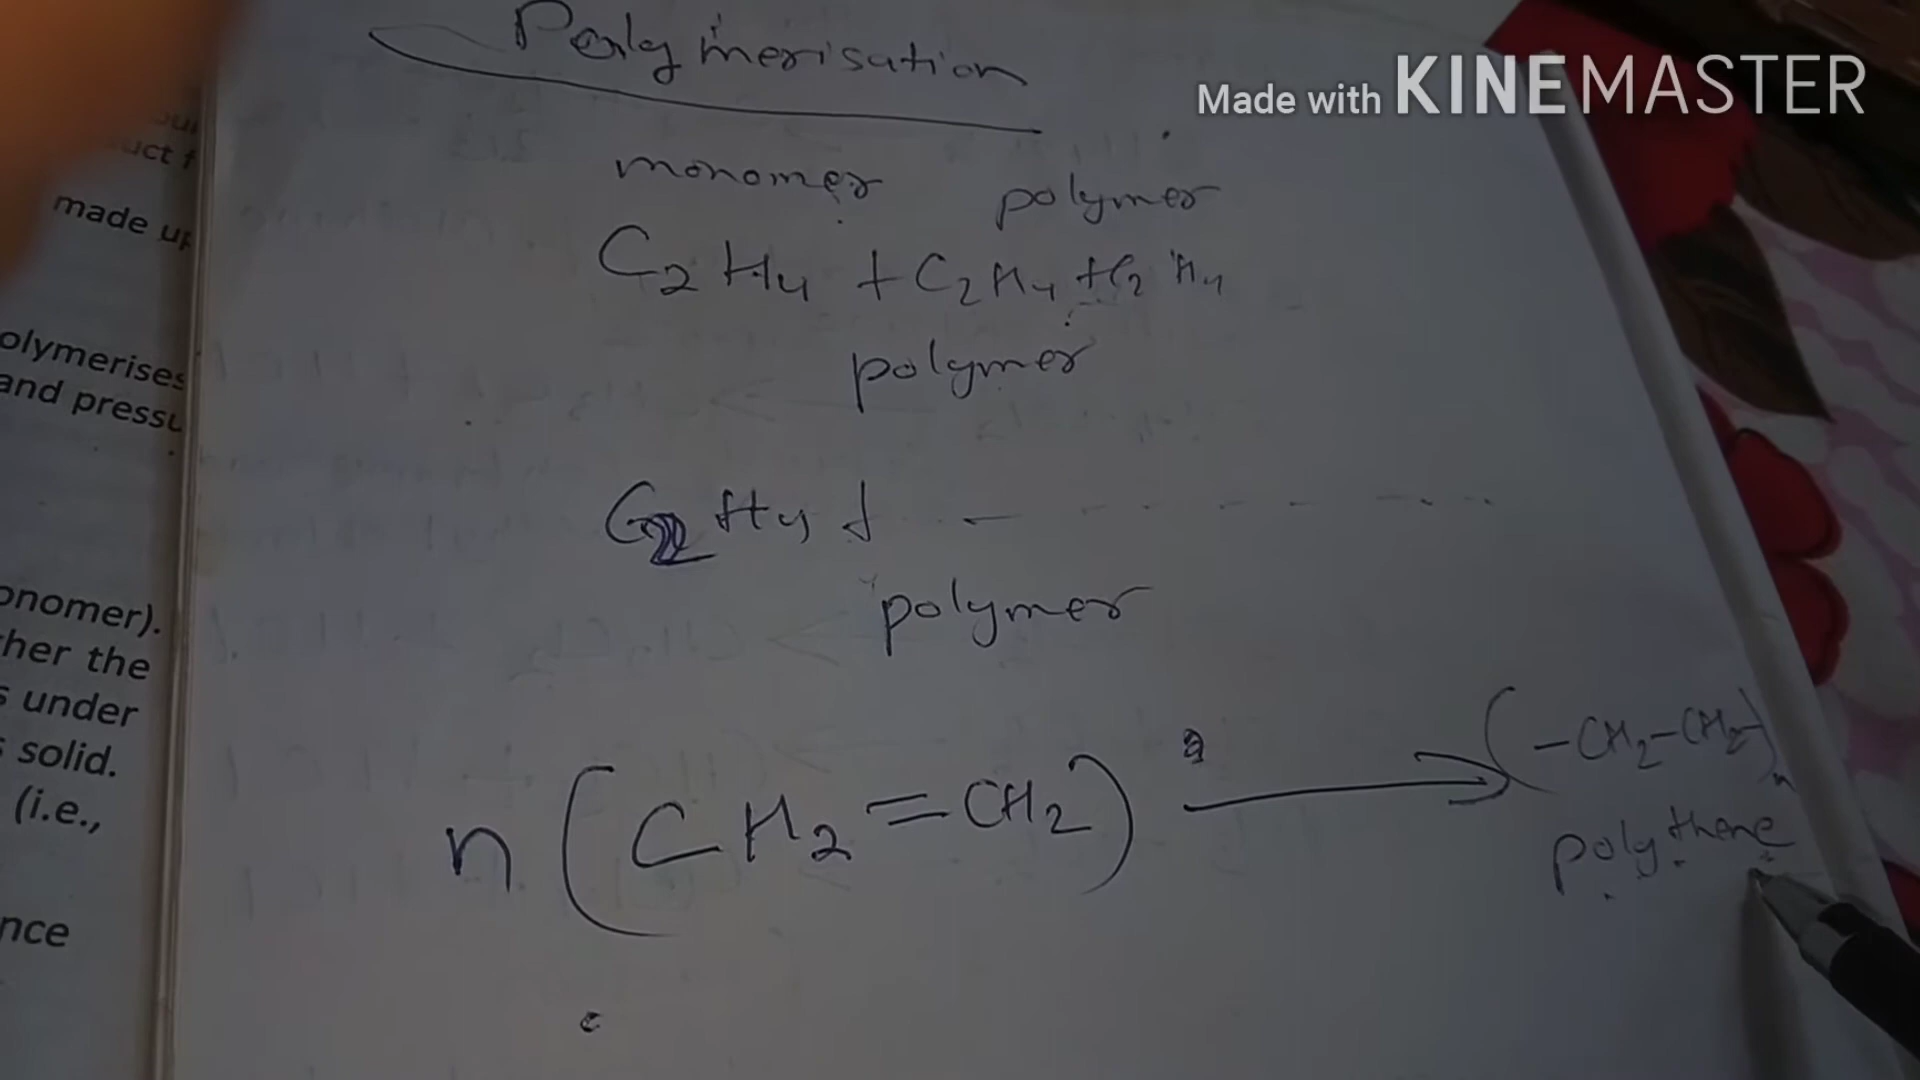 Polymerisation
Made with KINEMASTER
monomer polymer
C2H4 + C2H4 + C2H4
polymer
C2H4 + - - - - - -
polymer
n(CH2=CH2) → (-CH2-CH2-)n
polythene
uct f
made up
olymerises
and pressu
onomer).
her the
s under
s solid.
(i.e.,
nce